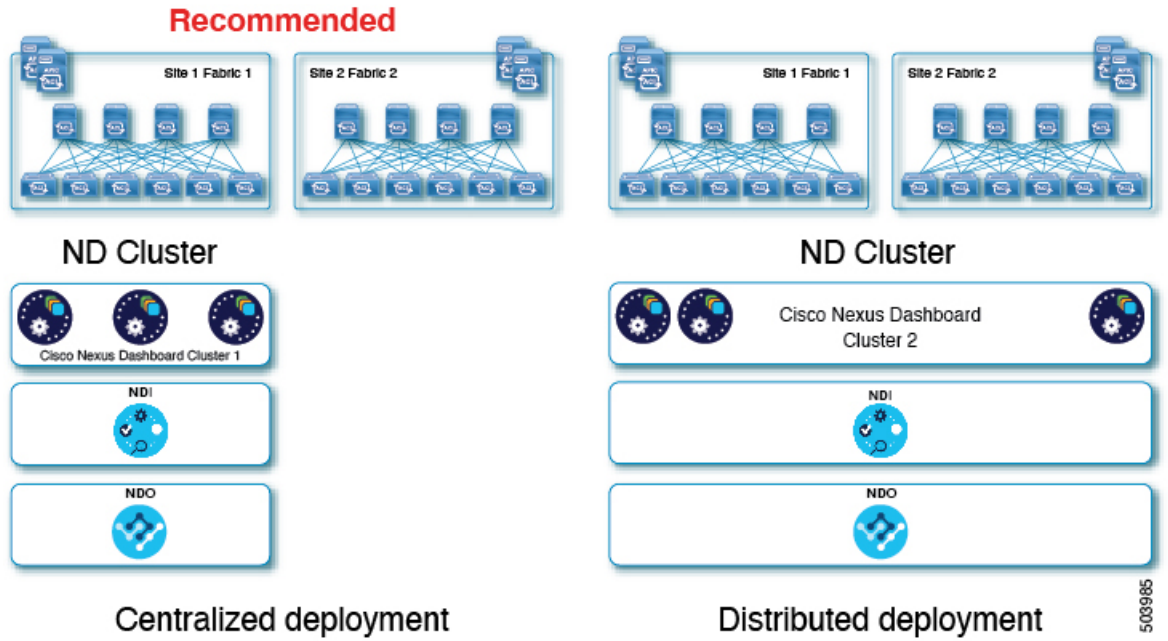 Recommended
Site 1 Fabric 1
Site 2 Fabric 2
Site 1 Fabric 1
Site 2 Fabric 2
APIC
ACI
ND Cluster
ND Cluster
Cisco Nexus Dashboard Cluster 1
Cisco Nexus Dashboard
Cluster 2
NDI
NDI
NDO
NDO
Centralized deployment
Distributed deployment
503985